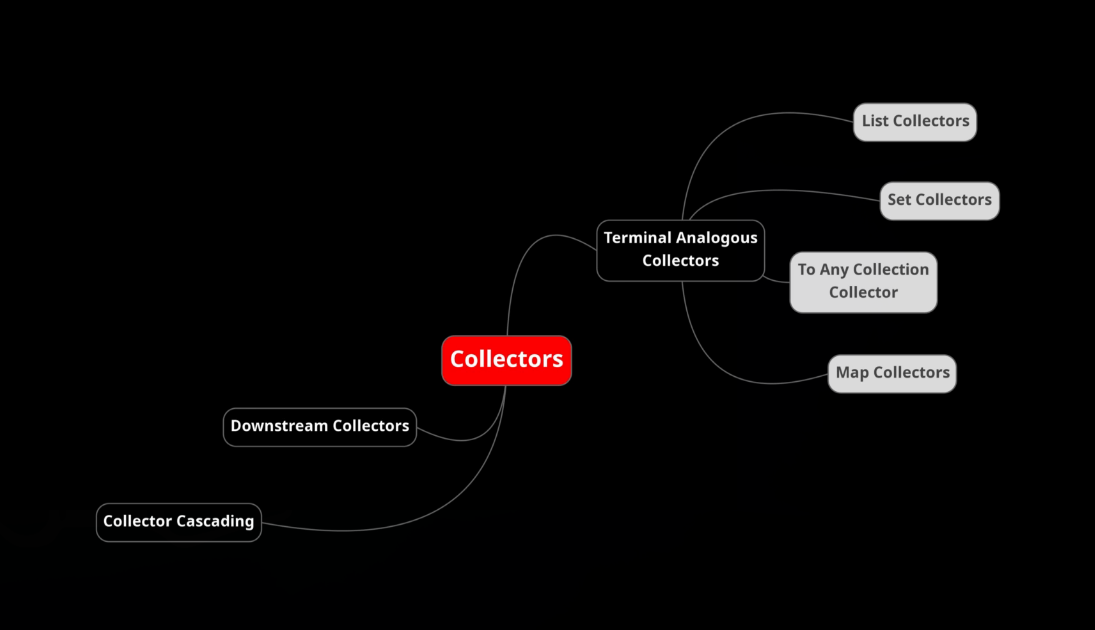 List Collectors
Set Collectors
Terminal Analogous
Collectors
To Any Collection
Collector
Collectors
Map Collectors
Downstream Collectors
Collector Cascading